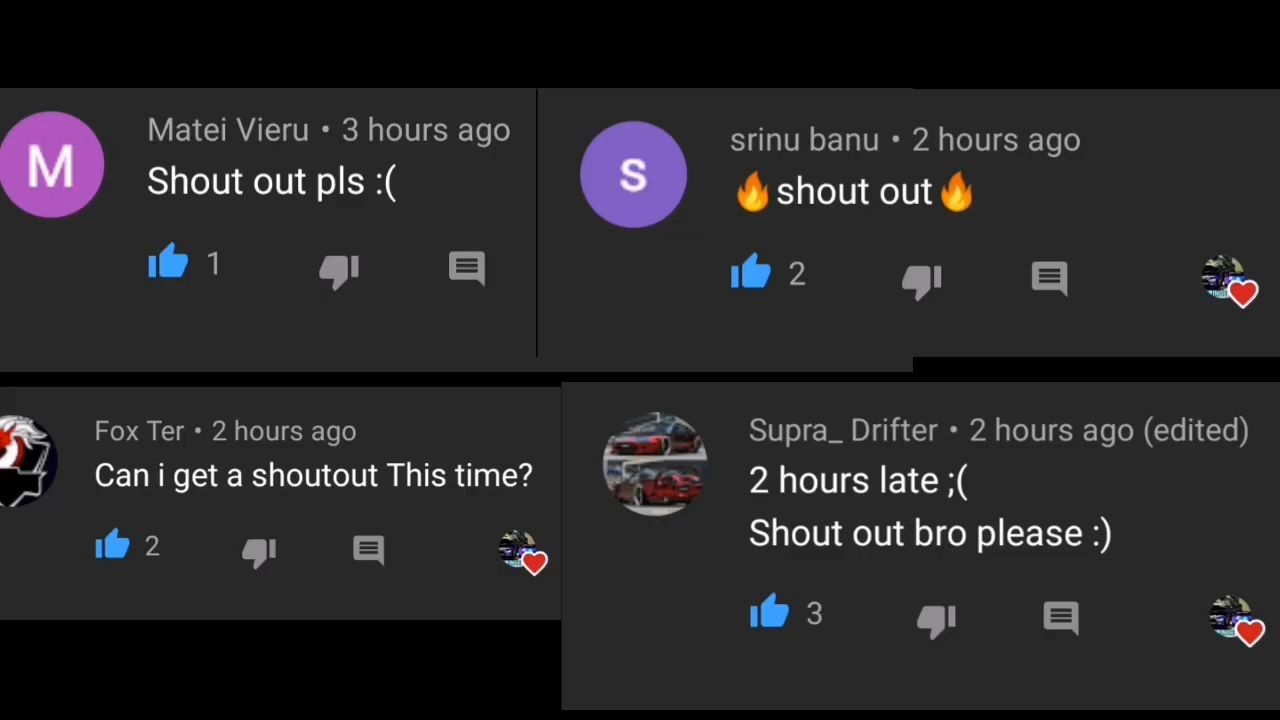 M
Matei Vieru • 3 hours ago
Shout out pls :(
1
s
srinu banu • 2 hours ago
🔥shout out🔥
2
Fox Ter • 2 hours ago
Can i get a shoutout This time?
2
Supra_ Drifter • 2 hours ago (edited)
2 hours late ;(
Shout out bro please :)
3